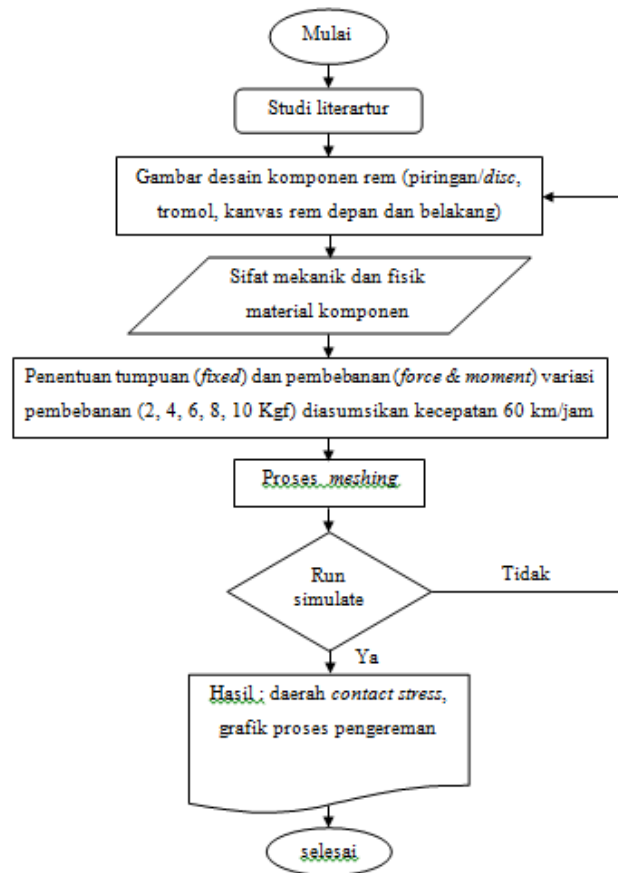 Mulai
Studi literartur
Gambar desain komponen rem (piringan/disc,
tromol, kanvas rem depan dan belakang)
Sifat mekanik dan fisik
material komponen
Penentuan tumpuan (fixed) dan pembebanan (force & moment) variasi
pembebanan (2, 4, 6, 8, 10 Kgf) diasumsikan kecepatan 60 km/jam
Proses meshing
Run
simulate
Tidak
Ya
Hasil : daerah contact stress,
grafik proses pengereman
selesai